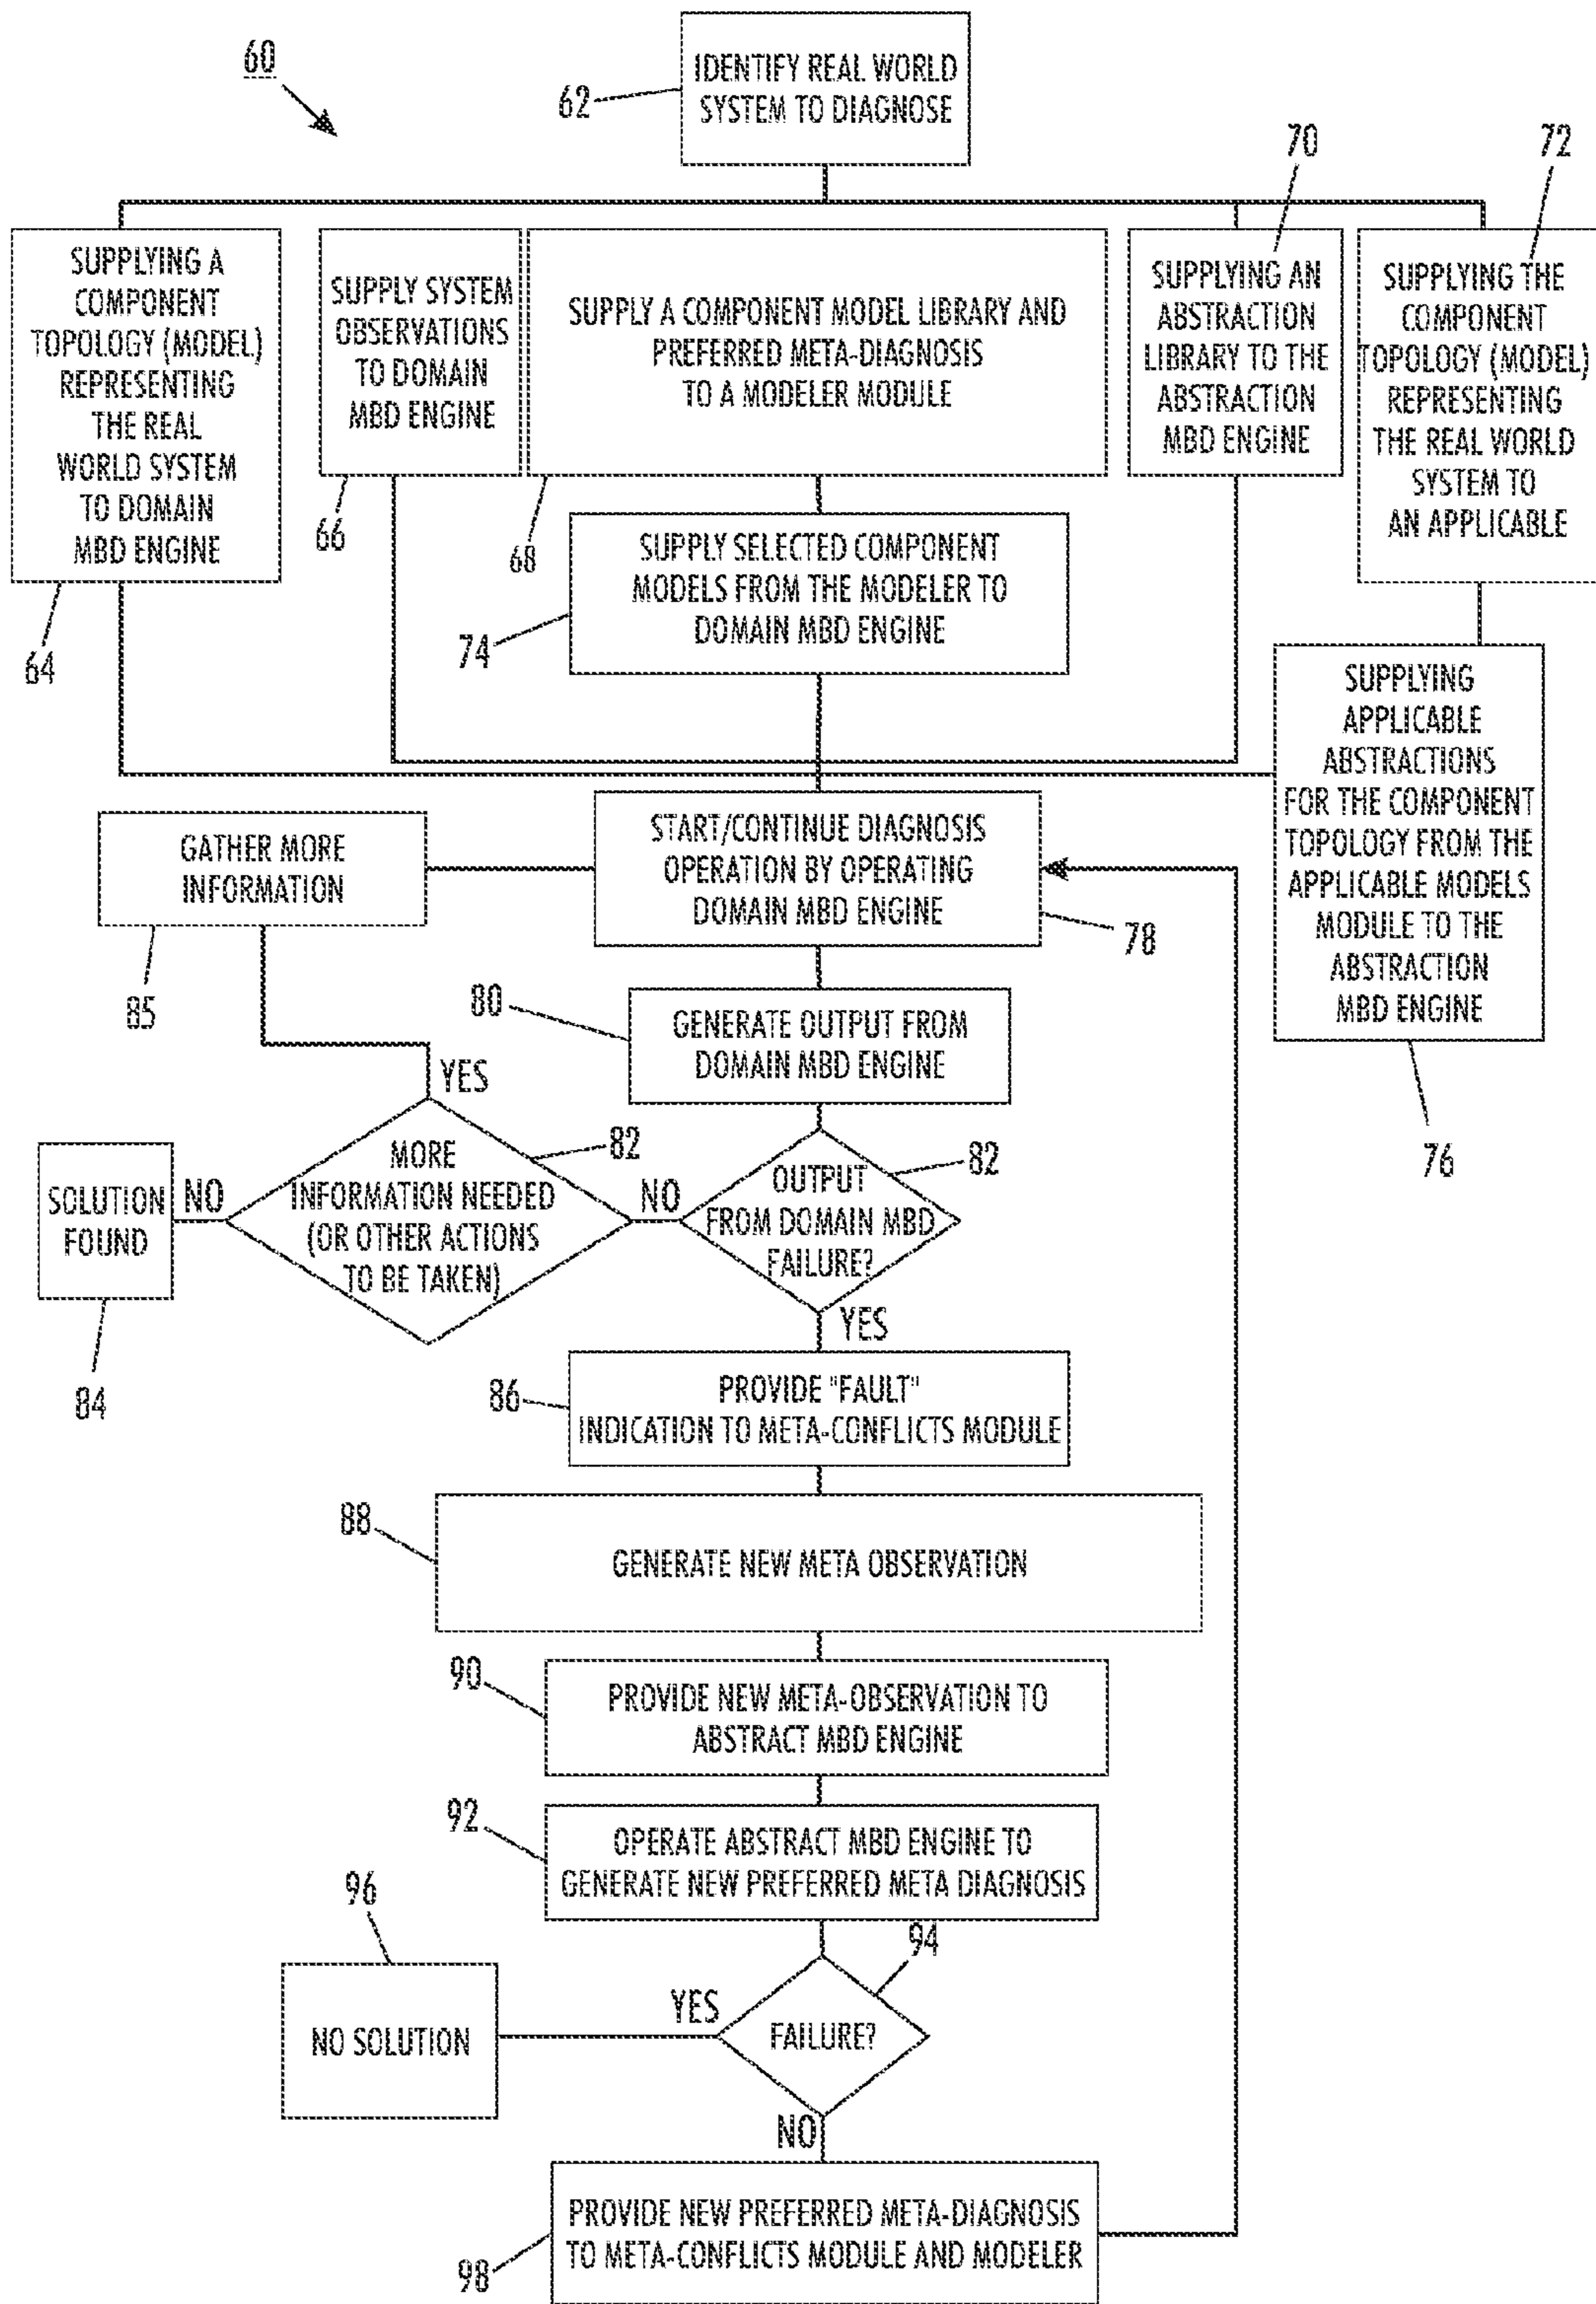 60
62
IDENTIFY REAL WORLD
SYSTEM TO DIAGNOSE
70
72
SUPPLYING A
COMPONENT
TOPOLOGY (MODEL)
REPRESENTING
THE REAL
WORLD SYSTEM
TO DOMAIN
MBD ENGINE
64
SUPPLY SYSTEM
OBSERVATIONS
TO DOMAIN
MBD ENGINE
66
SUPPLY A COMPONENT MODEL LIBRARY AND
PREFERRED META-DIAGNOSIS
TO A MODELER MODULE
68
SUPPLYING AN
ABSTRACTION
LIBRARY TO THE
ABSTRACTION
MBD ENGINE
SUPPLYING THE
COMPONENT
TOPOLOGY (MODEL)
REPRESENTING
THE REAL WORLD
SYSTEM TO
AN APPLICABLE
SUPPLY SELECTED COMPONENT
MODELS FROM THE MODELER TO
DOMAIN MBD ENGINE
74
SUPPLYING
APPLICABLE
ABSTRACTIONS
FOR THE COMPONENT
TOPOLOGY FROM THE
APPLICABLE MODELS
MODULE TO THE
ABSTRACTION
MBD ENGINE
76
START/CONTINUE DIAGNOSIS
OPERATION BY OPERATING
DOMAIN MBD ENGINE
78
GATHER MORE
INFORMATION
85
80
GENERATE OUTPUT FROM
DOMAIN MBD ENGINE
YES
82
MORE
INFORMATION NEEDED
(OR OTHER ACTIONS
TO BE TAKEN)
NO
SOLUTION
FOUND
84
NO
82
OUTPUT
FROM DOMAIN MBD
FAILURE?
YES
86
PROVIDE "FAULT"
INDICATION TO META-CONFLICTS MODULE
88
GENERATE NEW META OBSERVATION
90
PROVIDE NEW META-OBSERVATION TO
ABSTRACT MBD ENGINE
92
OPERATE ABSTRACT MBD ENGINE TO
GENERATE NEW PREFERRED META DIAGNOSIS
94
96
NO SOLUTION
YES
FAILURE?
NO
PROVIDE NEW PREFERRED META-DIAGNOSIS
TO META-CONFLICTS MODULE AND MODELER
98